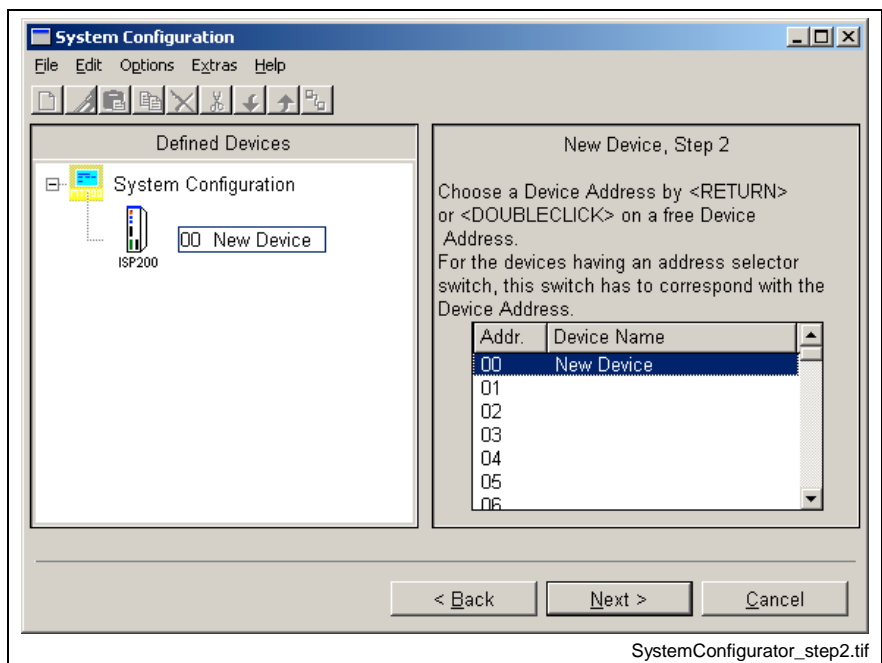 System Configuration
File Edit Options Extras Help
Defined Devices
System Configuration
00 New Device
ISP200
New Device, Step 2
Choose a Device Address by <RETURN>
or <DOUBLECLICK> on a free Device
Address.
For the devices having an address selector
switch, this switch has to correspond with the
Device Address.
Addr. Device Name
00 New Device
01
02
03
04
05
06
< Back Next > Cancel
SystemConfigurator_step2.tif